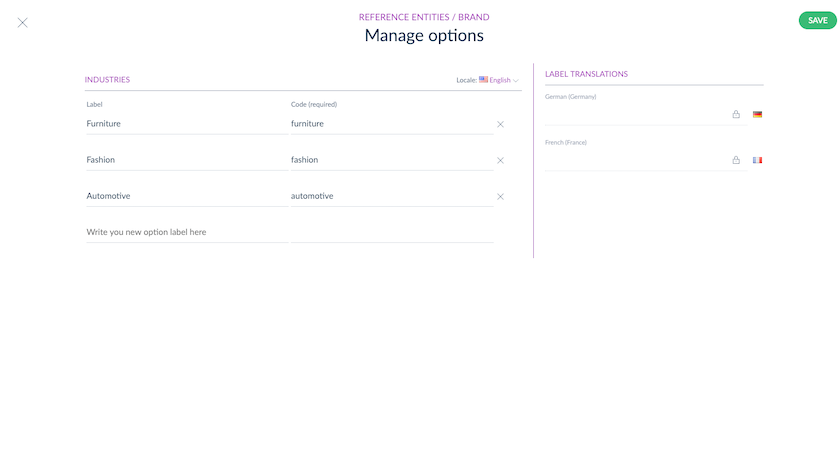 REFERENCE ENTITIES / BRAND
Manage options
SAVE
INDUSTRIES
Locale: English
Label Code (required)
Furniture furniture
Fashion fashion
Automotive automotive
Write you new option label here
LABEL TRANSLATIONS
German (Germany)
French (France)